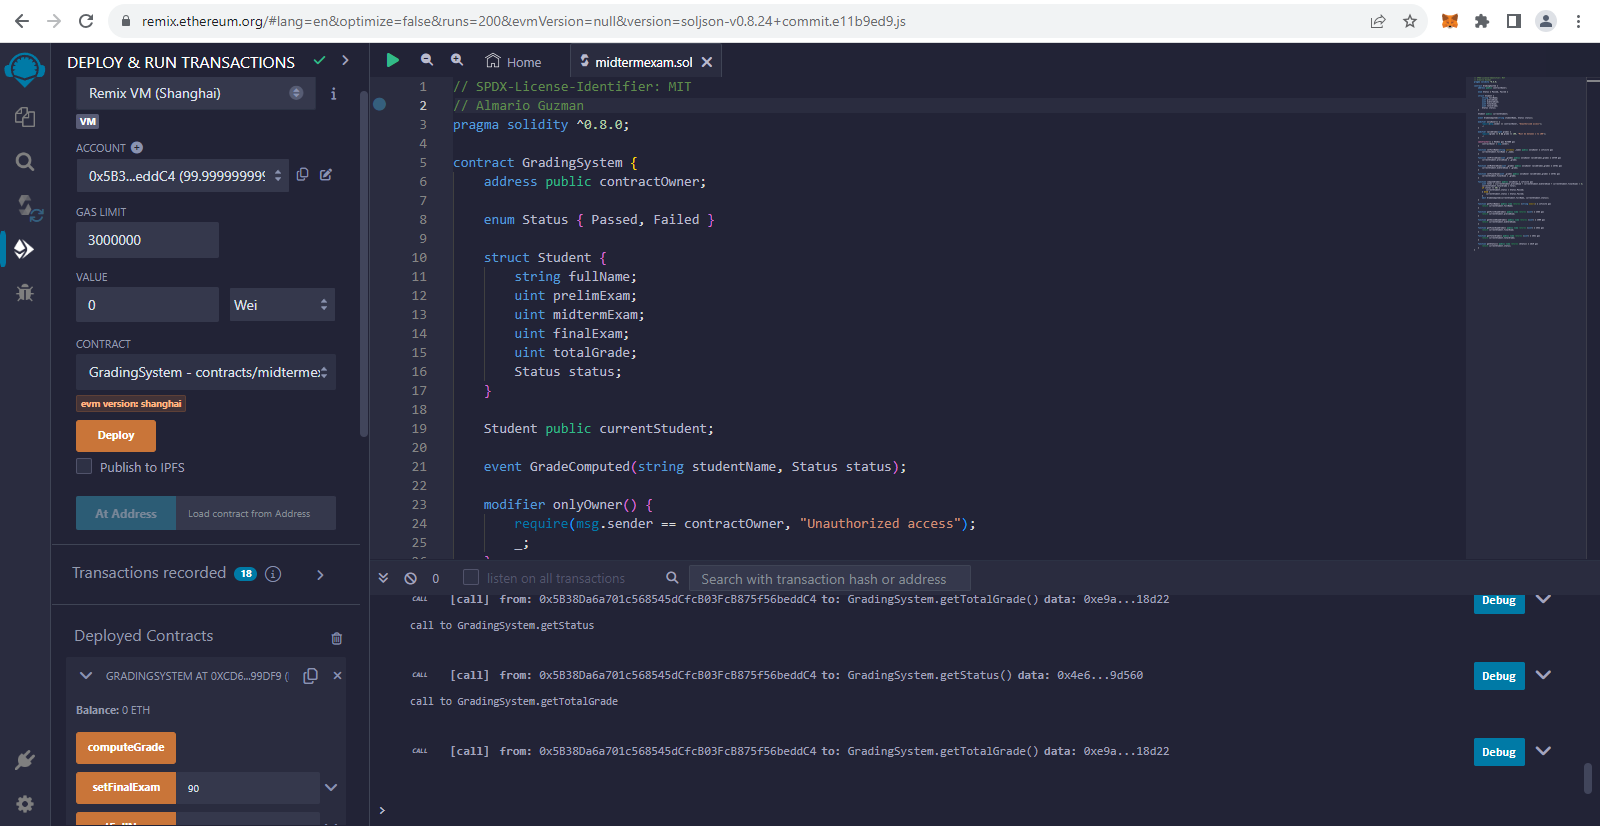 remix.ethereum.org/#lang=en&optimize=false&runs=200&evmVersion=null&version=soljson-v0.8.24+commit.e11b9ed9.js
DEPLOY & RUN TRANSACTIONS
Remix VM (Shanghai)
VM
ACCOUNT
0x5B3...eddC4 (99.9999999999
GAS LIMIT
3000000
VALUE
0
Wei
CONTRACT
GradingSystem - contracts/midtermex
evm version: shanghai
Deploy
Publish to IPFS
At Address
Load contract from Address
Transactions recorded 18
Deployed Contracts
GRADINGSYSTEM AT 0XCD6...99DF9 (
Balance: 0 ETH
computeGrade
setFinalExam 90
Home
midtermexam.sol
1 // SPDX-License-Identifier: MIT
2 // Almario Guzman
3 pragma solidity ^0.8.0;
4
5 contract GradingSystem {
6 address public contractOwner;
7
8 enum Status { Passed, Failed }
9
10 struct Student {
11 string fullName;
12 uint prelimExam;
13 uint midtermExam;
14 uint finalExam;
15 uint totalGrade;
16 Status status;
17 }
18
19 Student public currentStudent;
20
21 event GradeComputed(string studentName, Status status);
22
23 modifier onlyOwner() {
24 require(msg.sender == contractOwner, "Unauthorized access");
25 _;
0
listen on all transactions
Search with transaction hash or address
CALL [call] from: 0x5B38Da6a701c568545dCfcB03FcB875f56beddC4 to: GradingSystem.getTotalGrade() data: 0xe9a...18d22
Debug
call to GradingSystem.getStatus
CALL [call] from: 0x5B38Da6a701c568545dCfcB03FcB875f56beddC4 to: GradingSystem.getStatus() data: 0x4e6...9d560
Debug
call to GradingSystem.getTotalGrade
CALL [call] from: 0x5B38Da6a701c568545dCfcB03FcB875f56beddC4 to: GradingSystem.getTotalGrade() data: 0xe9a...18d22
Debug
>